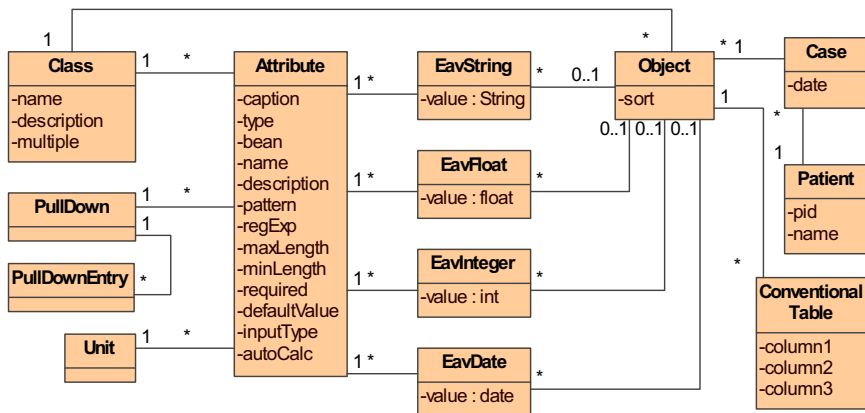 Class
-name
-description
-multiple
PullDown
PullDownEntry
Unit
Attribute
-caption
-type
-bean
-name
-description
-pattern
-regExp
-maxLength
-minLength
-required
-defaultValue
-inputType
-autoCalc
EavString
-value : String
EavFloat
-value : float
EavInteger
-value : int
EavDate
-value : date
Object
-sort
Case
-date
Patient
-pid
-name
Conventional
Table
-column1
-column2
-column3
1
*
1 *
1 *
* 0..1
* 1
1 *
1 *
1
*
1 *
1 *
*
1 *
*
1 *
*
0..1 0..1 0..1
1
*
*
1